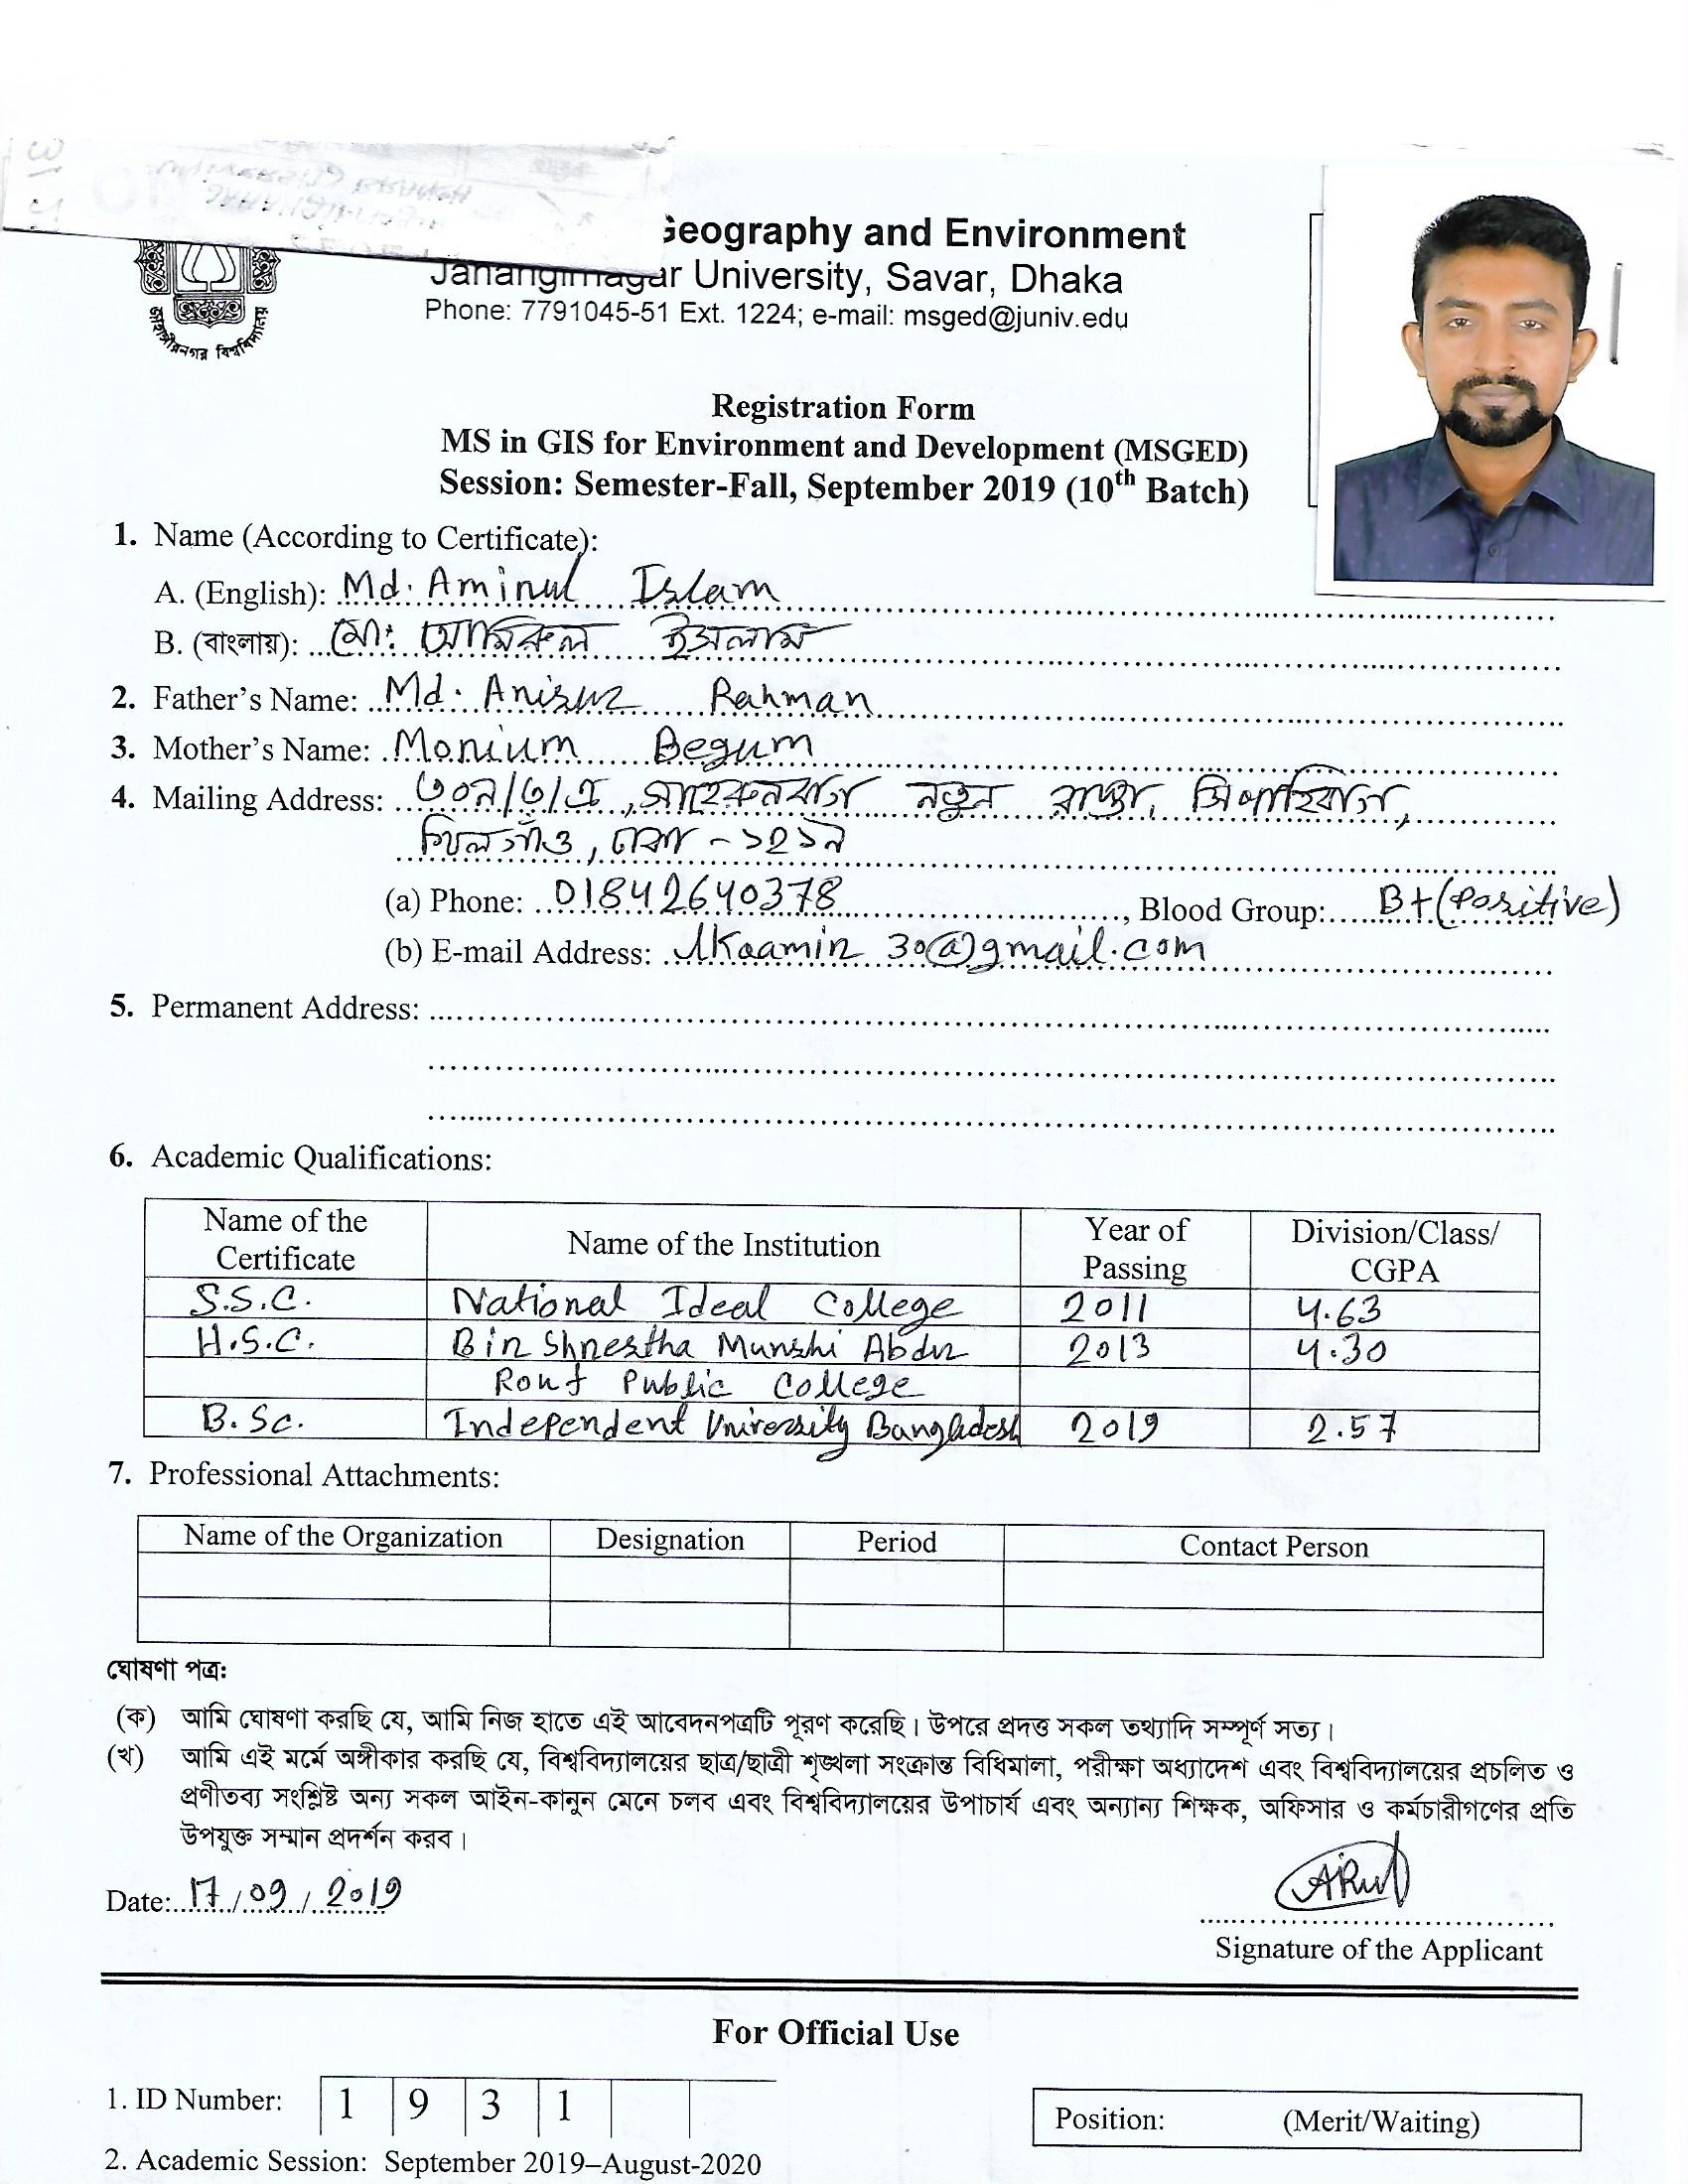 Geography and Environment
Jahangirnagar University, Savar, Dhaka
Phone: 7791045-51 Ext. 1224; e-mail: msged@juniv.edu
জাহাঙ্গীরনগর বিশ্ববিদ্যালয়
Registration Form
MS in GIS for Environment and Development (MSGED)
Session: Semester-Fall, September 2019 (10th Batch)
1. Name (According to Certificate):
A. (English): Md. Aminul Islam
B. (বাংলায়): মো: আমিনুল ইসলাম
2. Father's Name: Md. Anisur Rahman
3. Mother's Name: Monium Begum
4. Mailing Address: ৩০৯/৩/এ, মাহেরুনবাগ নতুন রাস্তা, সিপাহিবাগ,
খিলগাঁও, ঢাকা - ১২১৯
(a) Phone: 01842640378, Blood Group: B+(Positive)
(b) E-mail Address: 30@gmail.com
5. Permanent Address:
6. Academic Qualifications:
Name of the Certificate Name of the Institution Year of Passing Division/Class/CGPA
S.S.C. National Ideal College 2011 4.63
H.S.C. Bir Shrestha Munshi Abdur 2013 4.30
Rouf Public College
B.Sc. Independent University Bangladesh 2019 2.57
7. Professional Attachments:
Name of the Organization Designation Period Contact Person
ঘোষণা পত্র:
(ক) আমি ঘোষণা করছি যে, আমি নিজ হাতে এই আবেদনপত্রটি পূরণ করেছি। উপরে প্রদত্ত সকল তথ্যাদি সম্পূর্ণ সত্য।
(খ) আমি এই মর্মে অঙ্গীকার করছি যে, বিশ্ববিদ্যালয়ের ছাত্র/ছাত্রী শৃঙ্খলা সংক্রান্ত বিধিমালা, পরীক্ষা অধ্যাদেশ এবং বিশ্ববিদ্যালয়ের প্রচলিত ও
প্রণীতব্য সংশ্লিষ্ট অন্য সকল আইন-কানুন মেনে চলব এবং বিশ্ববিদ্যালয়ের উপাচার্য এবং অন্যান্য শিক্ষক, অফিসার ও কর্মচারীগণের প্রতি
উপযুক্ত সম্মান প্রদর্শন করব।
Date: 17/09/2019
Signature of the Applicant
For Official Use
1. ID Number: 1 9 3 1
Position: (Merit/Waiting)
2. Academic Session: September 2019–August-2020